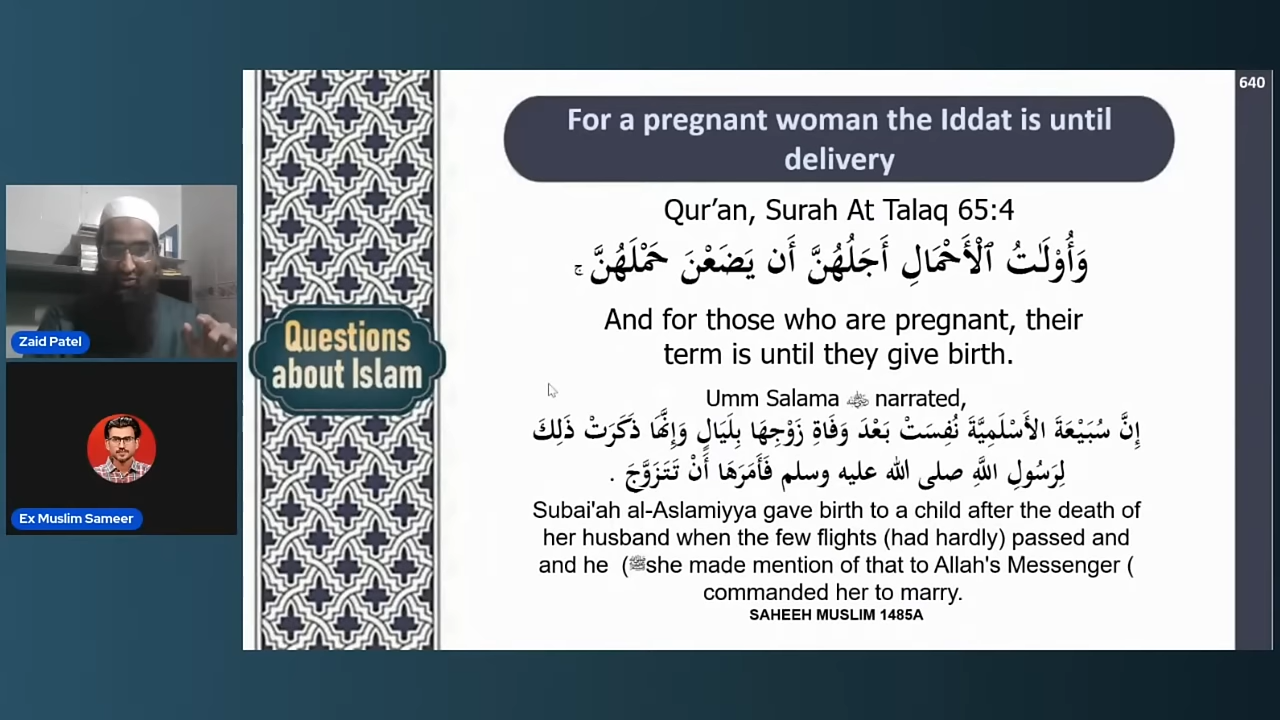 640
For a pregnant woman the Iddat is until
delivery
Qur’an, Surah At Talaq 65:4
وَأُوْلَٰتُ ٱلْأَحْمَالِ أَجَلُهُنَّ أَن يَضَعْنَ حَمْلَهُنَّ ۚ
And for those who are pregnant, their
term is until they give birth.
Umm Salama narrated,
إِنَّ سُبَيْعَةَ الأَسْلَمِيَّةَ نُفِسَتْ بَعْدَ وَفَاةِ زَوْجِهَا بِلَيَالٍ وَإِنَّهَا ذَكَرَتْ ذَلِكَ
لِرَسُولِ اللَّهِ صلى الله عليه وسلم فَأَمَرَهَا أَنْ تَتَزَوَّجَ .
Subai'ah al-Aslamiyya gave birth to a child after the death of
her husband when the few flights (had hardly) passed and
and he (ﷺshe made mention of that to Allah's Messenger (
commanded her to marry.
SAHEEH MUSLIM 1485A
Questions
about Islam
Zaid Patel
Ex Muslim Sameer